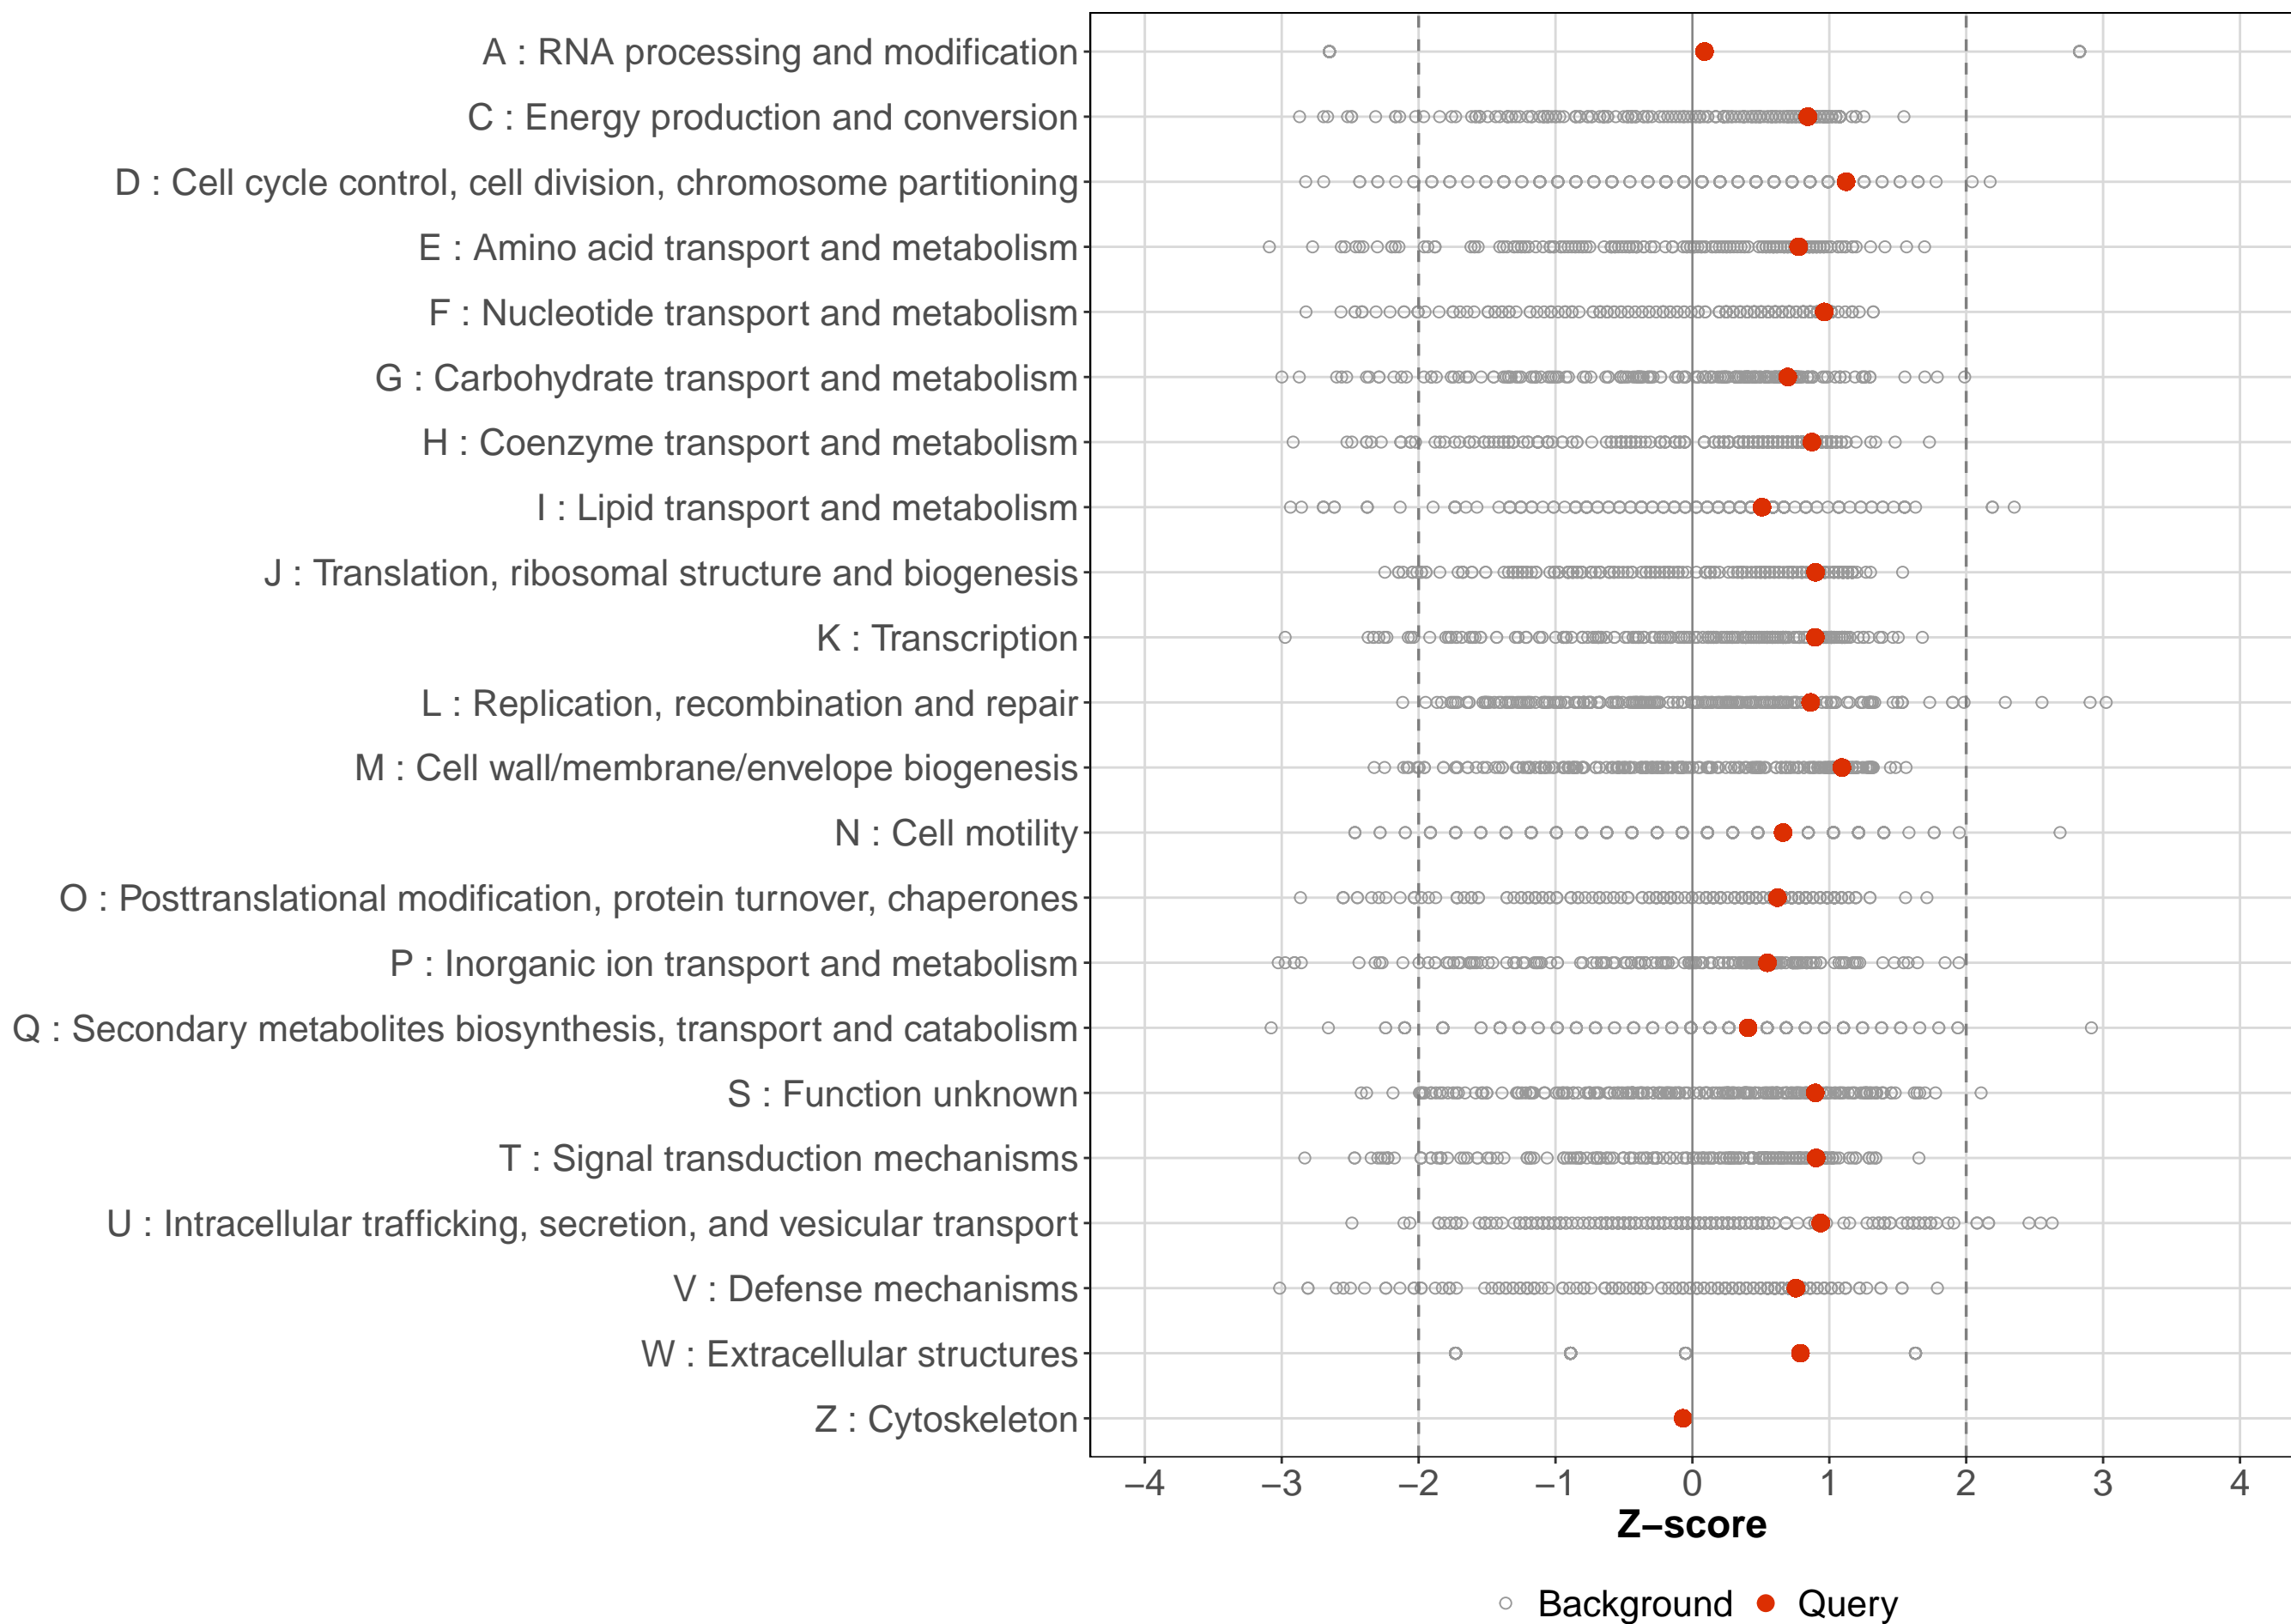 A : RNA processing and modification
C : Energy production and conversion
D : Cell cycle control, cell division, chromosome partitioning
E : Amino acid transport and metabolism
F : Nucleotide transport and metabolism
G : Carbohydrate transport and metabolism
H : Coenzyme transport and metabolism
I : Lipid transport and metabolism
J : Translation, ribosomal structure and biogenesis
K : Transcription
L : Replication, recombination and repair
M : Cell wall/membrane/envelope biogenesis
N : Cell motility
O : Posttranslational modification, protein turnover, chaperones
P : Inorganic ion transport and metabolism
Q : Secondary metabolites biosynthesis, transport and catabolism
S : Function unknown
T : Signal transduction mechanisms
U : Intracellular trafficking, secretion, and vesicular transport
V : Defense mechanisms
W : Extracellular structures
Z : Cytoskeleton
−4 −3 −2 −1 0 1 2 3 4
Z−score
Background Query